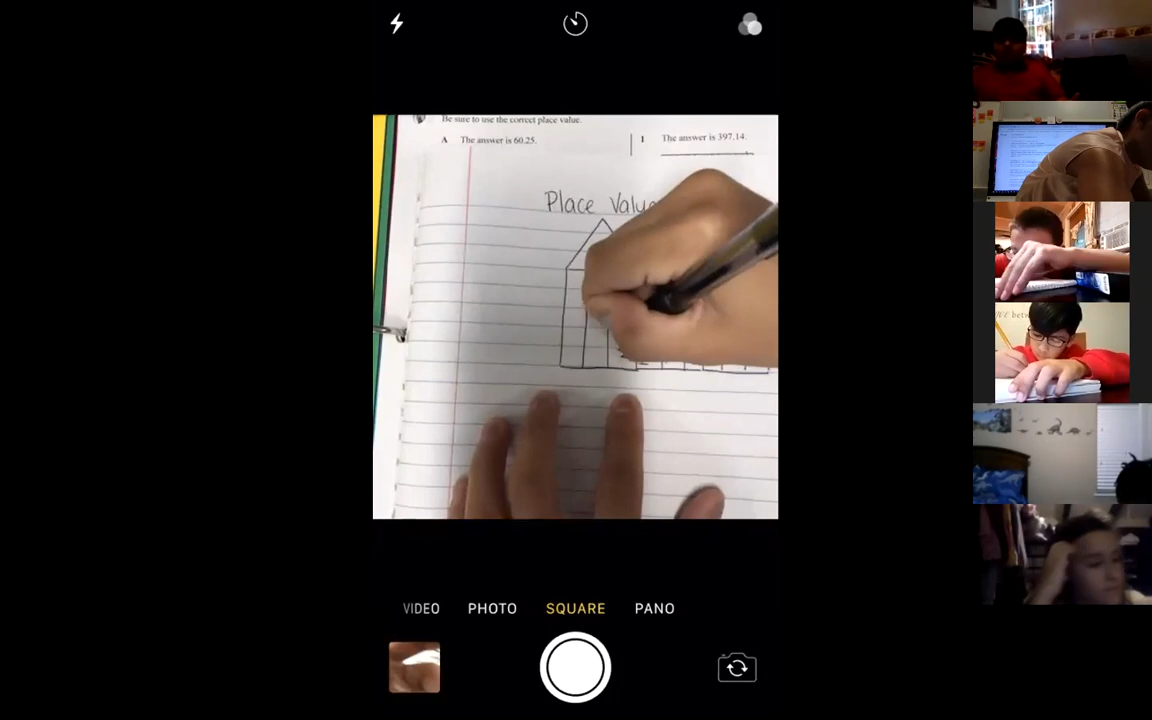 Be sure to use the correct place value.
A The answer is 60.25.
1 The answer is 397.14.
Place Value
VIDEO PHOTO SQUARE PANO